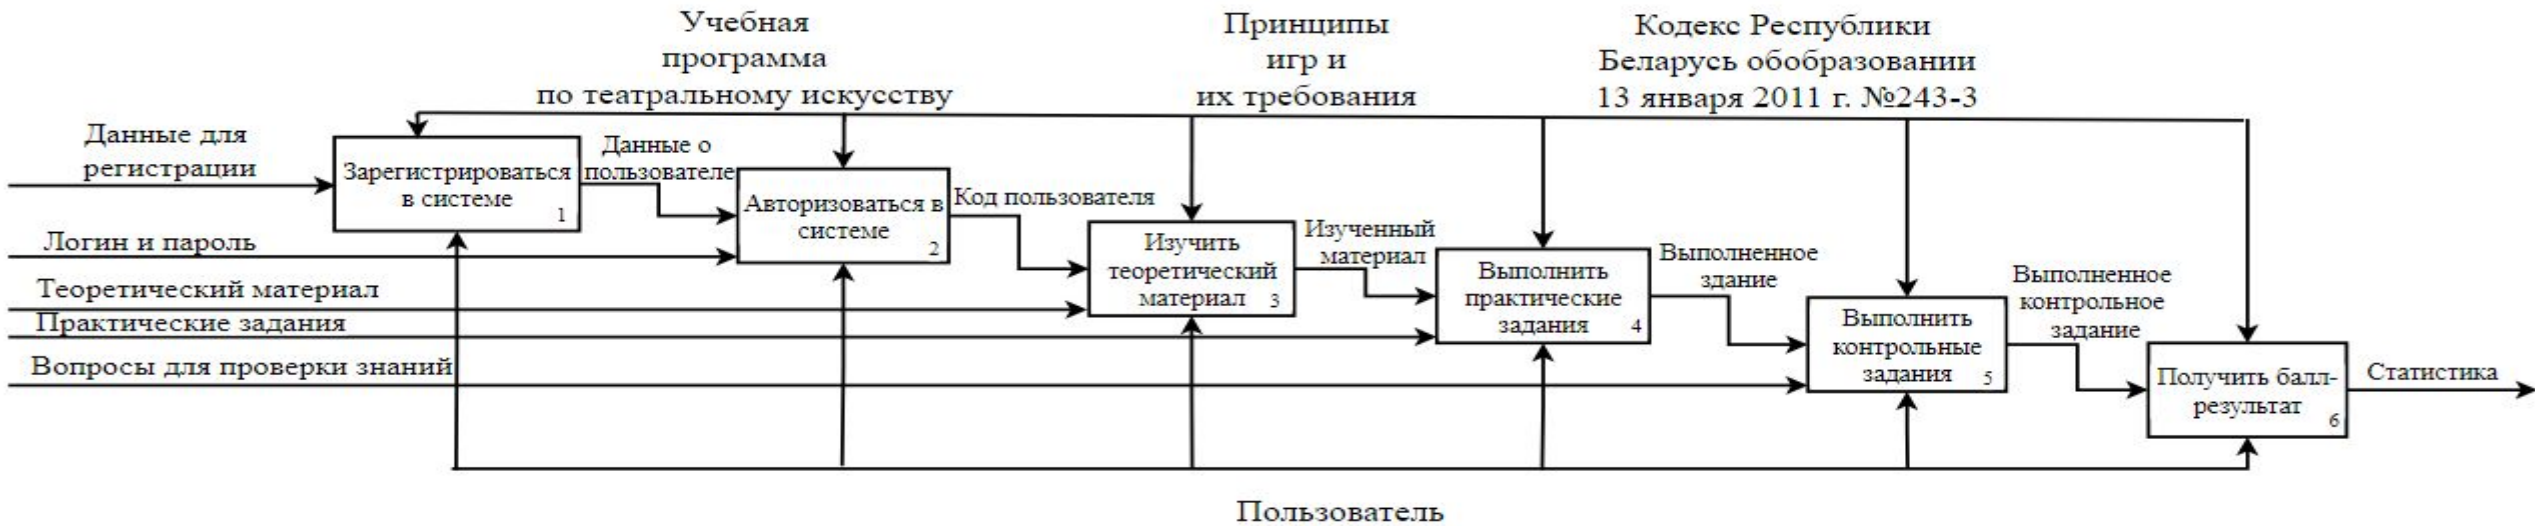 Учебная
программа
по театральному искусству
Принципы
игр и
их требования
Кодекс Республики
Беларусь обобразовании
13 января 2011 г. №243-3
Данные для
регистрации
Зарегистрироваться
в системе
1
Данные о
пользователе
Логин и пароль
Авторизоваться в
системе
2
Код пользователя
Теоретический материал
Изучить
теоретический
материал
3
Изученный
материал
Практические задания
Выполнить
практические
задания
4
Выполненное
здание
Вопросы для проверки знаний
Выполнить
контрольные
задания
5
Выполненное
контрольное
задание
Получить балл-
результат
6
Статистика
Пользователь